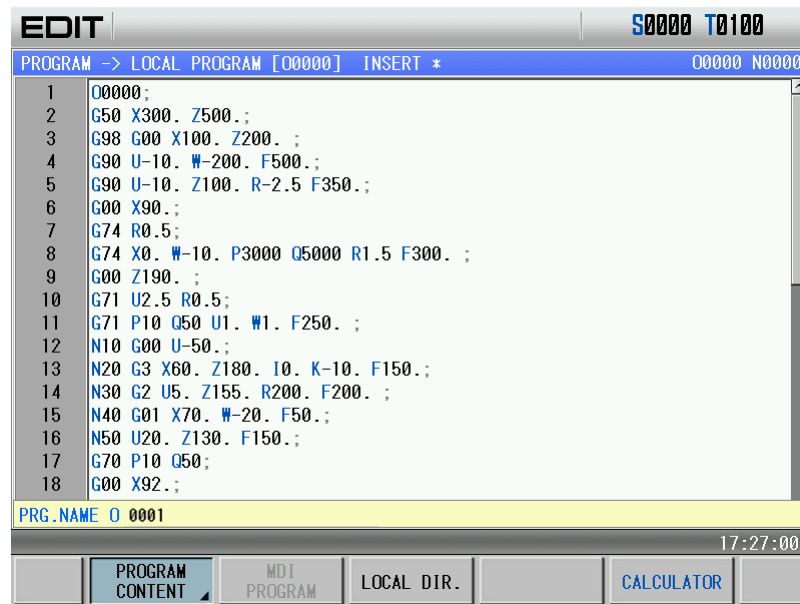 EDIT S0000 T0100
PROGRAM -> LOCAL PROGRAM [O0000] INSERT * O0000 N0000
1 O0000;
2 G50 X300. Z500.;
3 G98 G00 X100. Z200. ;
4 G90 U-10. W-200. F500.;
5 G90 U-10. Z100. R-2.5 F350.;
6 G00 X90.;
7 G74 R0.5;
8 G74 X0. W-10. P3000 Q5000 R1.5 F300. ;
9 G00 Z190. ;
10 G71 U2.5 R0.5;
11 G71 P10 Q50 U1. W1. F250. ;
12 N10 G00 U-50.;
13 N20 G3 X60. Z180. I0. K-10. F150.;
14 N30 G2 U5. Z155. R200. F200. ;
15 N40 G01 X70. W-20. F50.;
16 N50 U20. Z130. F150.;
17 G70 P10 Q50;
18 G00 X92.;
PRG.NAME O 0001
17:27:00
PROGRAM CONTENT
MDI PROGRAM
LOCAL DIR.
CALCULATOR